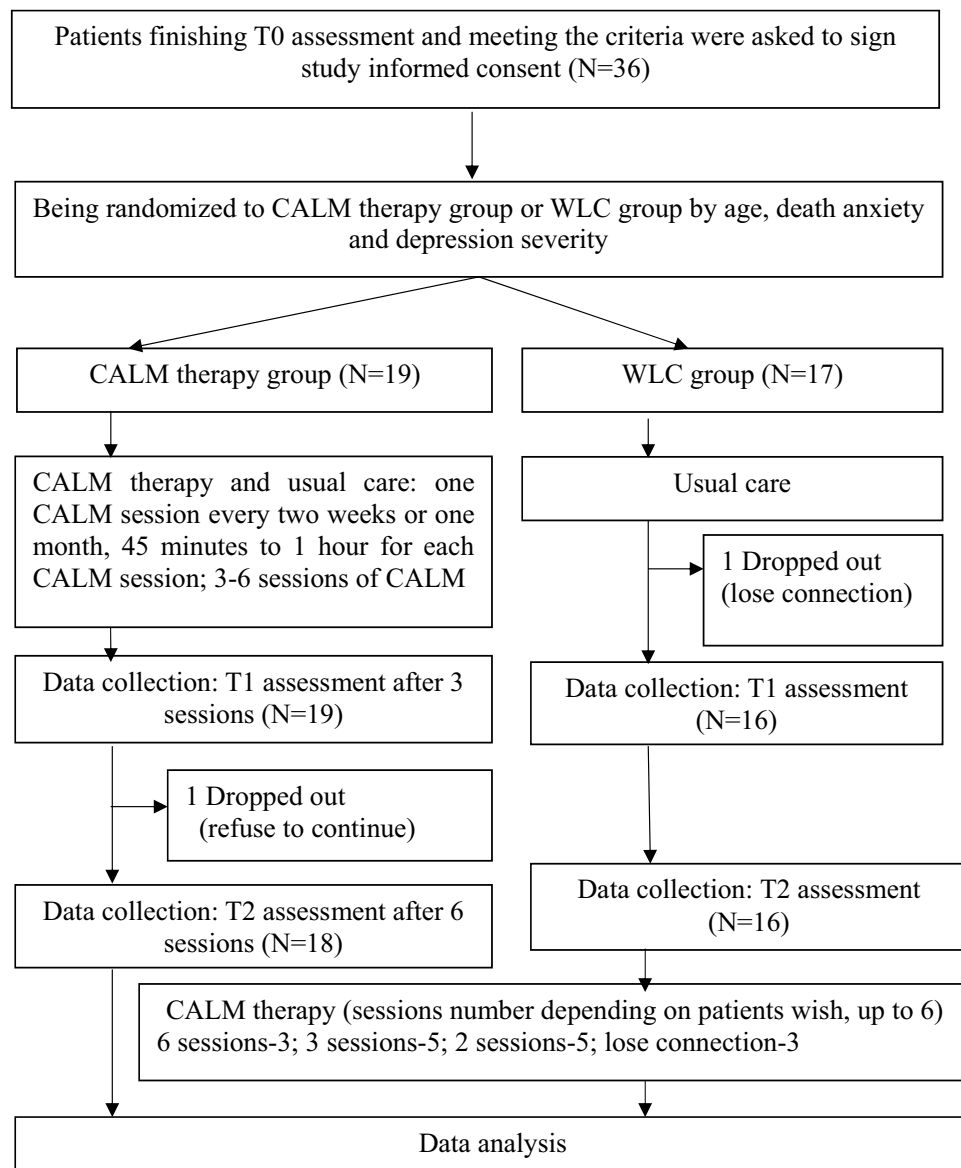 Patients finishing T0 assessment and meeting the criteria were asked to sign
study informed consent (N=36)
Being randomized to CALM therapy group or WLC group by age, death anxiety
and depression severity
CALM therapy group (N=19)
WLC group (N=17)
CALM therapy and usual care: one
CALM session every two weeks or one
month, 45 minutes to 1 hour for each
CALM session; 3-6 sessions of CALM
Usual care
1 Dropped out
(lose connection)
Data collection: T1 assessment after 3
sessions (N=19)
Data collection: T1 assessment
(N=16)
1 Dropped out
(refuse to continue)
Data collection: T2 assessment after 6
sessions (N=18)
Data collection: T2 assessment
(N=16)
CALM therapy (sessions number depending on patients wish, up to 6)
6 sessions-3; 3 sessions-5; 2 sessions-5; lose connection-3
Data analysis